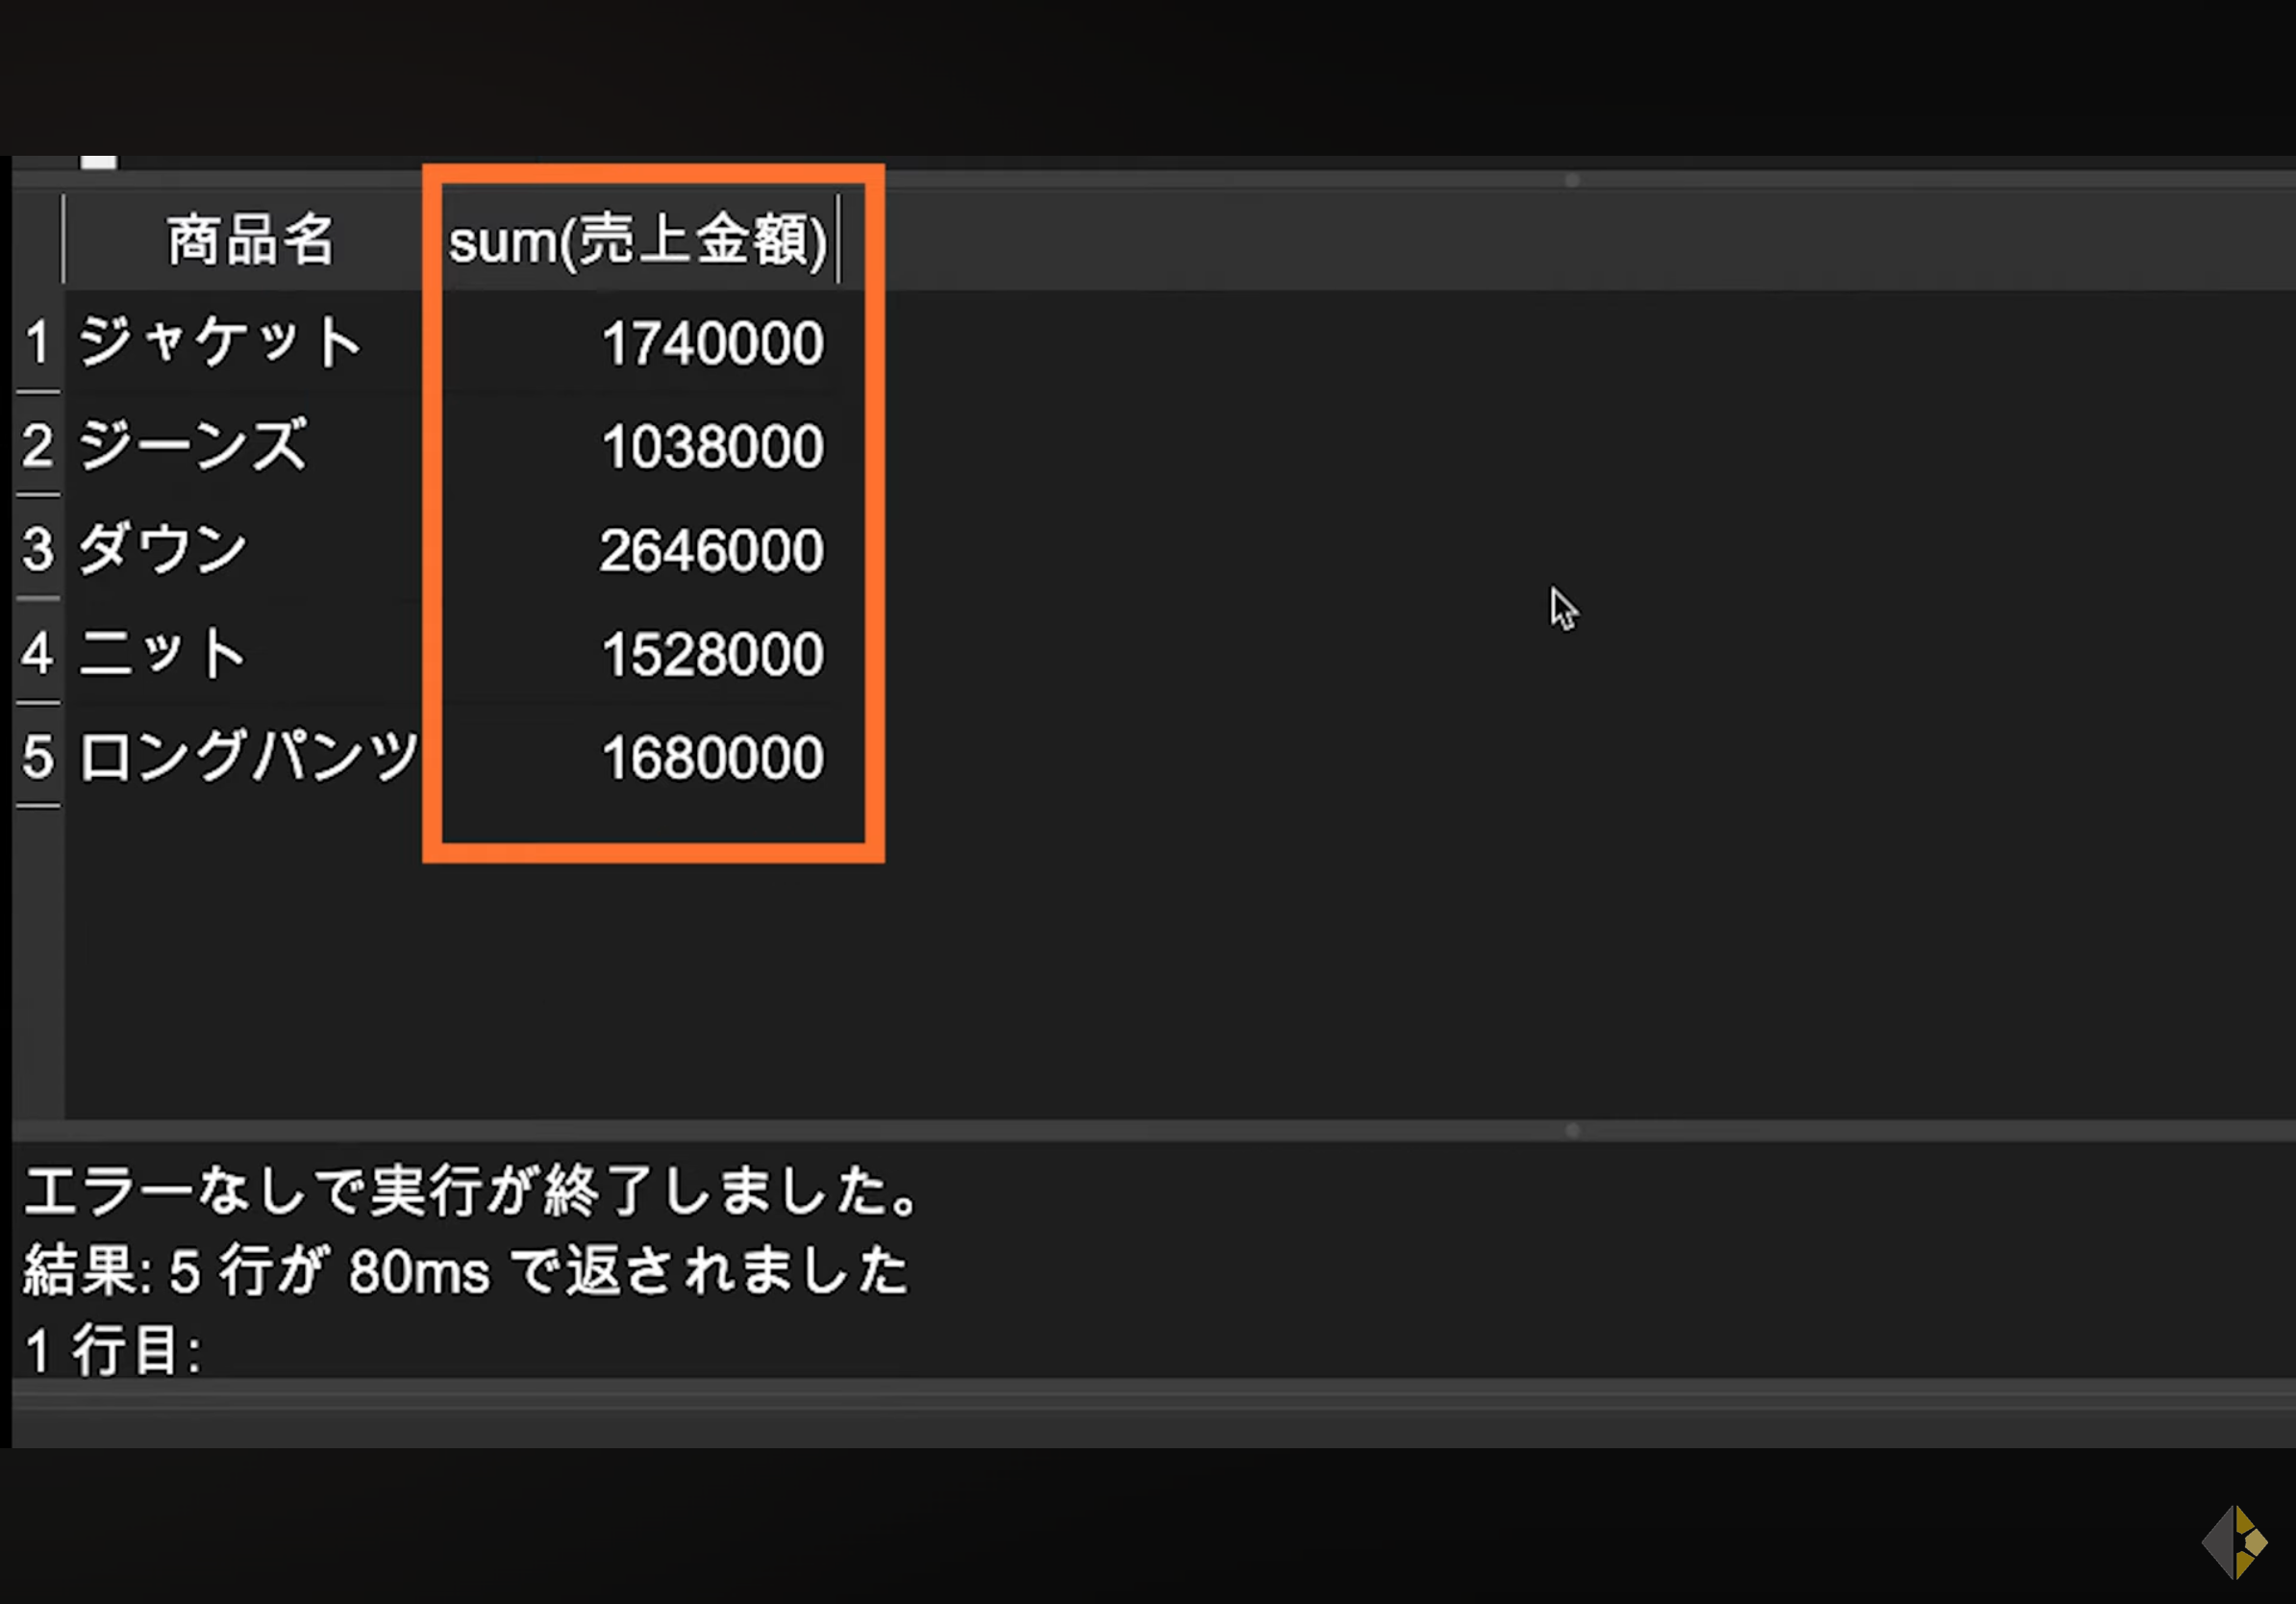 商品名 sum(売上金額)
1 ジャケット 1740000
2 ジーンズ 1038000
3 ダウン 2646000
4 ニット 1528000
5 ロングパンツ 1680000
エラーなしで実行が終了しました。
結果: 5 行が 80ms で返されました
1 行目: